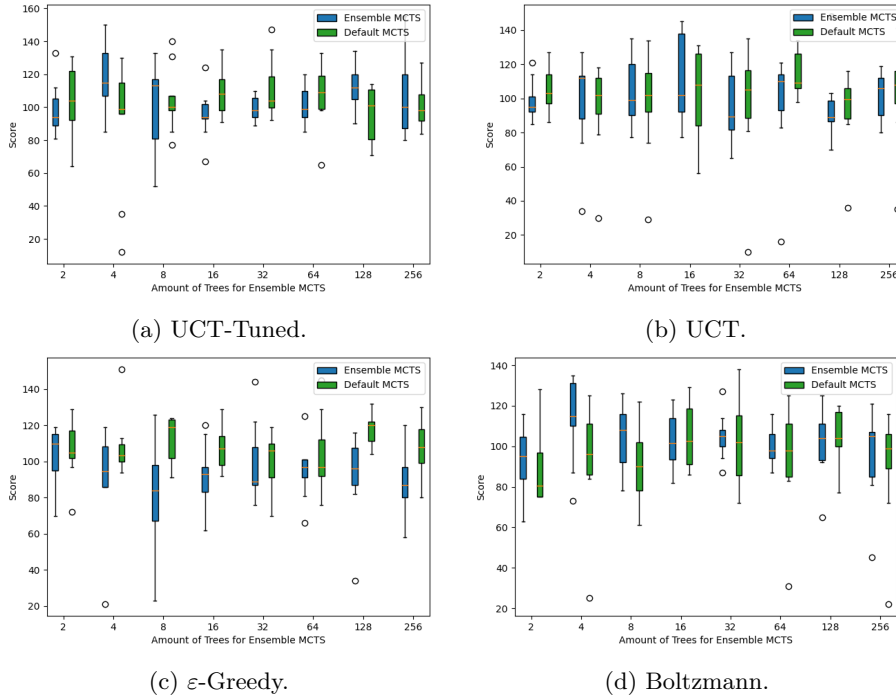 160
140
120
100
80
60
40
20
Score
Ensemble MCTS
Default MCTS
2 4 8 16 32 64 128 256
Amount of Trees for Ensemble MCTS
(a) UCT-Tuned.
140
120
100
80
60
40
20
Score
Ensemble MCTS
Default MCTS
2 4 8 16 32 64 128 256
Amount of Trees for Ensemble MCTS
(b) UCT.
140
120
100
80
60
40
20
Score
Ensemble MCTS
Default MCTS
2 4 8 16 32 64 128 256
Amount of Trees for Ensemble MCTS
(c) ε-Greedy.
140
120
100
80
60
40
20
Score
Ensemble MCTS
Default MCTS
2 4 8 16 32 64 128 256
Amount of Trees for Ensemble MCTS
(d) Boltzmann.